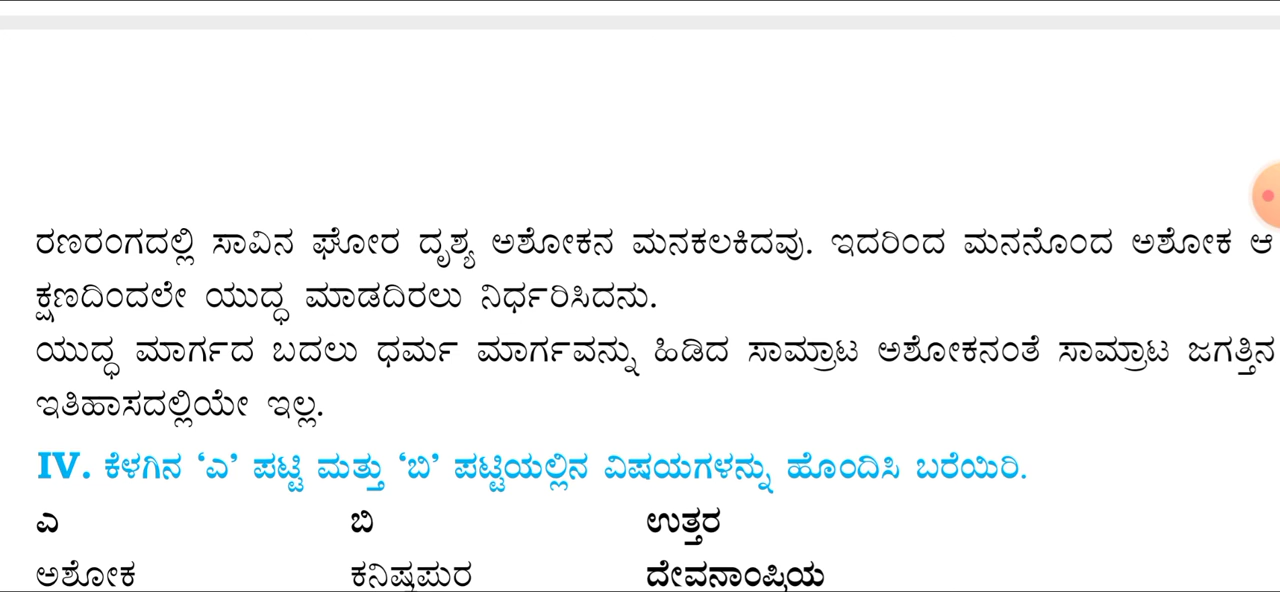 ರಣರಂಗದಲ್ಲಿ ಸಾವಿನ ಘೋರ ದೃಶ್ಯ ಅಶೋಕನ ಮನಕಲಕಿದವು. ಇದರಿಂದ ಮನನೊಂದ ಅಶೋಕ ಆ
ಕ್ಷಣದಿಂದಲೇ ಯುದ್ಧ ಮಾಡದಿರಲು ನಿರ್ಧರಿಸಿದನು.
ಯುದ್ಧ ಮಾರ್ಗದ ಬದಲು ಧರ್ಮ ಮಾರ್ಗವನ್ನು ಹಿಡಿದ ಸಾಮ್ರಾಟ ಅಶೋಕನಂತೆ ಸಾಮ್ರಾಟ ಜಗತ್ತಿನ
ಇತಿಹಾಸದಲ್ಲಿಯೇ ಇಲ್ಲ.
IV. ಕೆಳಗಿನ ‘ಎ’ ಪಟ್ಟಿ ಮತ್ತು ‘ಬಿ’ ಪಟ್ಟಿಯಲ್ಲಿನ ವಿಷಯಗಳನ್ನು ಹೊಂದಿಸಿ ಬರೆಯಿರಿ.
ಎ ಬಿ ಉತ್ತರ
ಅಶೋಕ ಕನಿಷ್ಕಪುರ ದೇವನಾಂಪ್ರಿಯ